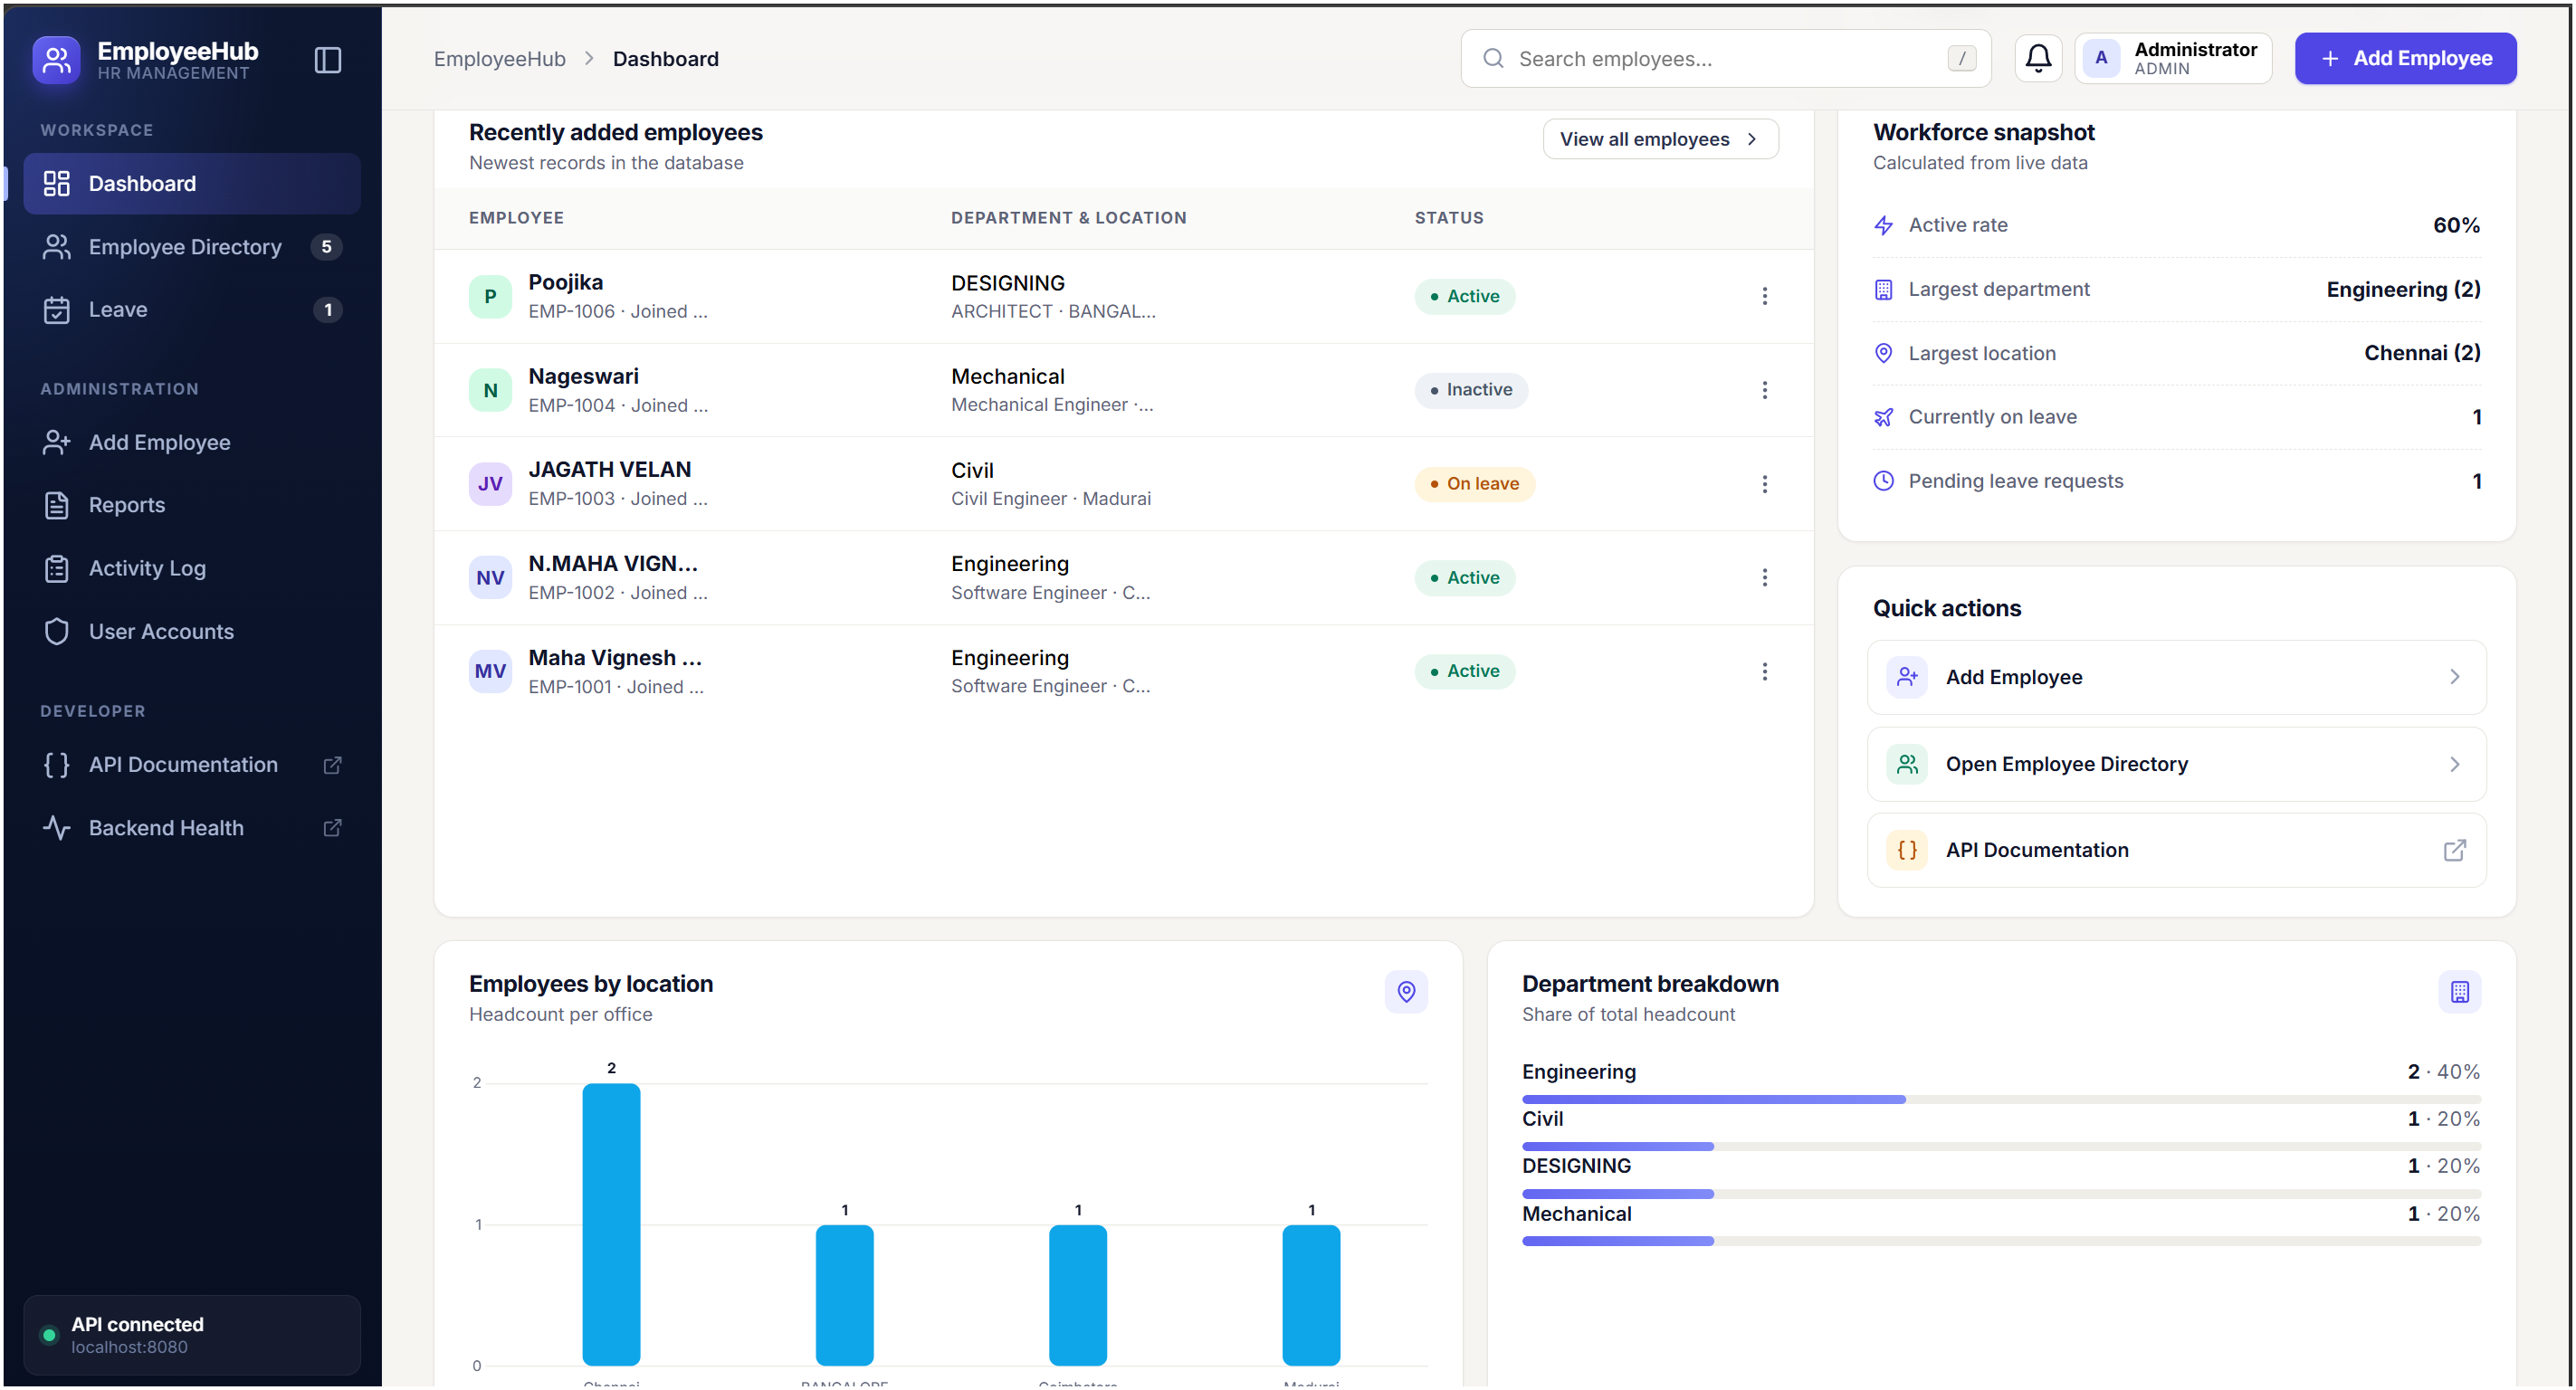 EmployeeHub
HR MANAGEMENT
WORKSPACE
Dashboard
Employee Directory 5
Leave 1
ADMINISTRATION
Add Employee
Reports
Activity Log
User Accounts
DEVELOPER
API Documentation
Backend Health
API connected
localhost:8080
EmployeeHub > Dashboard
Search employees... /
A
Administrator
ADMIN
+ Add Employee
Recently added employees
Newest records in the database
View all employees >
EMPLOYEE DEPARTMENT & LOCATION STATUS
P
Poojika DESIGNING Active
EMP-1006 · Joined ... ARCHITECT · BANGAL...
N
Nageswari Mechanical Inactive
EMP-1004 · Joined ... Mechanical Engineer ·...
JV
JAGATH VELAN Civil On leave
EMP-1003 · Joined ... Civil Engineer · Madurai
NV
N.MAHA VIGN... Engineering Active
EMP-1002 · Joined ... Software Engineer · C...
MV
Maha Vignesh ... Engineering Active
EMP-1001 · Joined ... Software Engineer · C...
Workforce snapshot
Calculated from live data
Active rate 60%
Largest department Engineering (2)
Largest location Chennai (2)
Currently on leave 1
Pending leave requests 1
Quick actions
Add Employee
Open Employee Directory
{ } API Documentation
Employees by location
Headcount per office
2
2
1 1 1
1
0
Chennai BANGALORE Coimbatore Madurai
Department breakdown
Share of total headcount
Engineering 2 · 40%
Civil 1 · 20%
DESIGNING 1 · 20%
Mechanical 1 · 20%